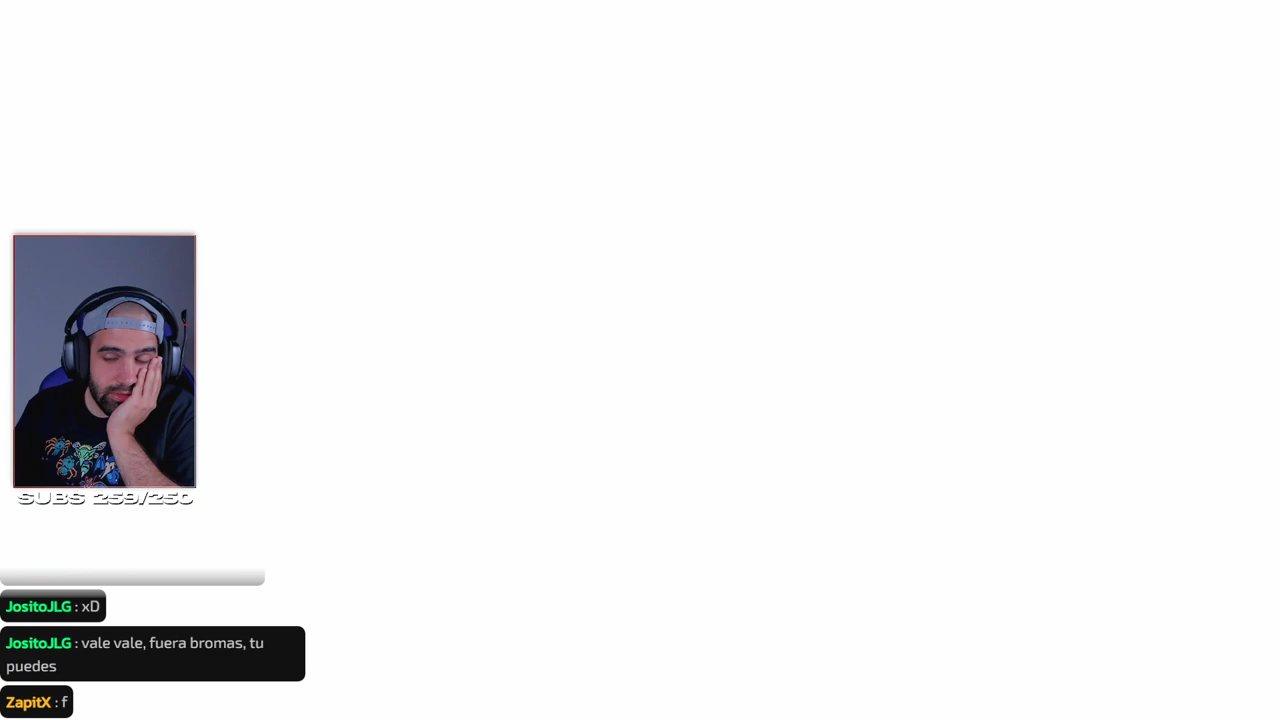 SUBS 259/250
JositoJLG : xD
JositoJLG : vale vale, fuera bromas, tu
puedes
ZapitX : f